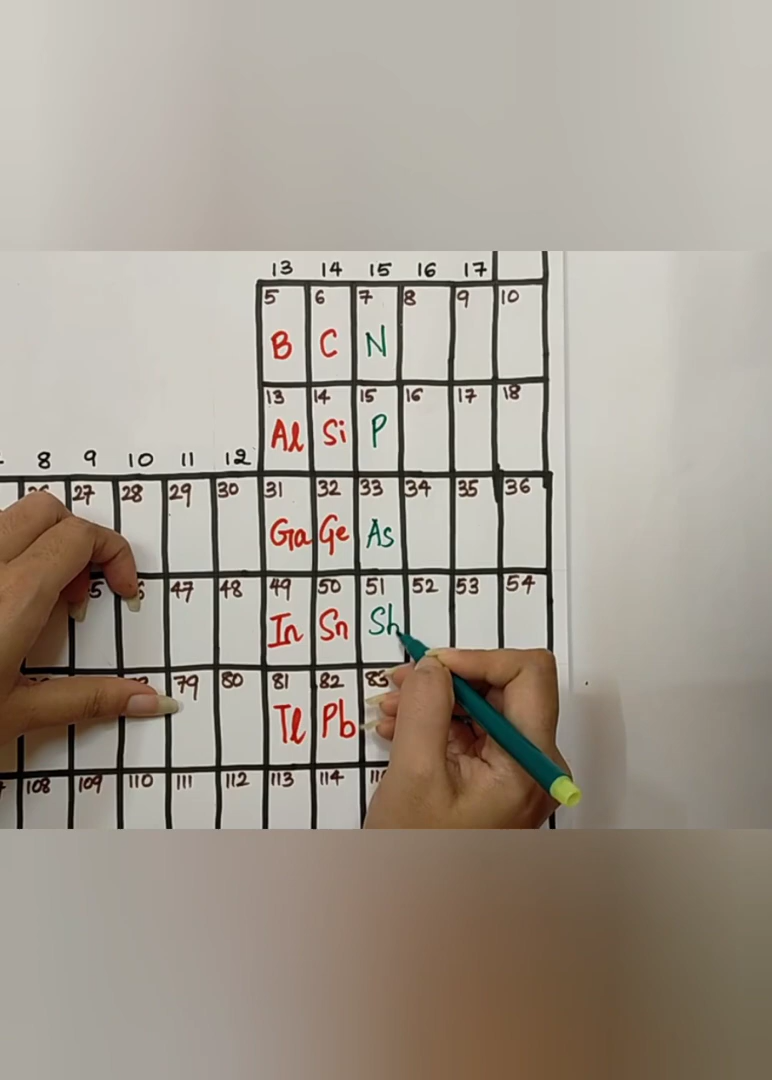 13 14 15 16 17
5 6 7 8 9 10
B C N
13 14 15 16 17 18
Al Si P
8 9 10 11 12
27 28 29 30 31 32 33 34 35 36
Ga Ge As
47 48 49 50 51 52 53 54
In Sn Sh
79 80 81 82 83
Tl Pb
108 109 110 111 112 113 114